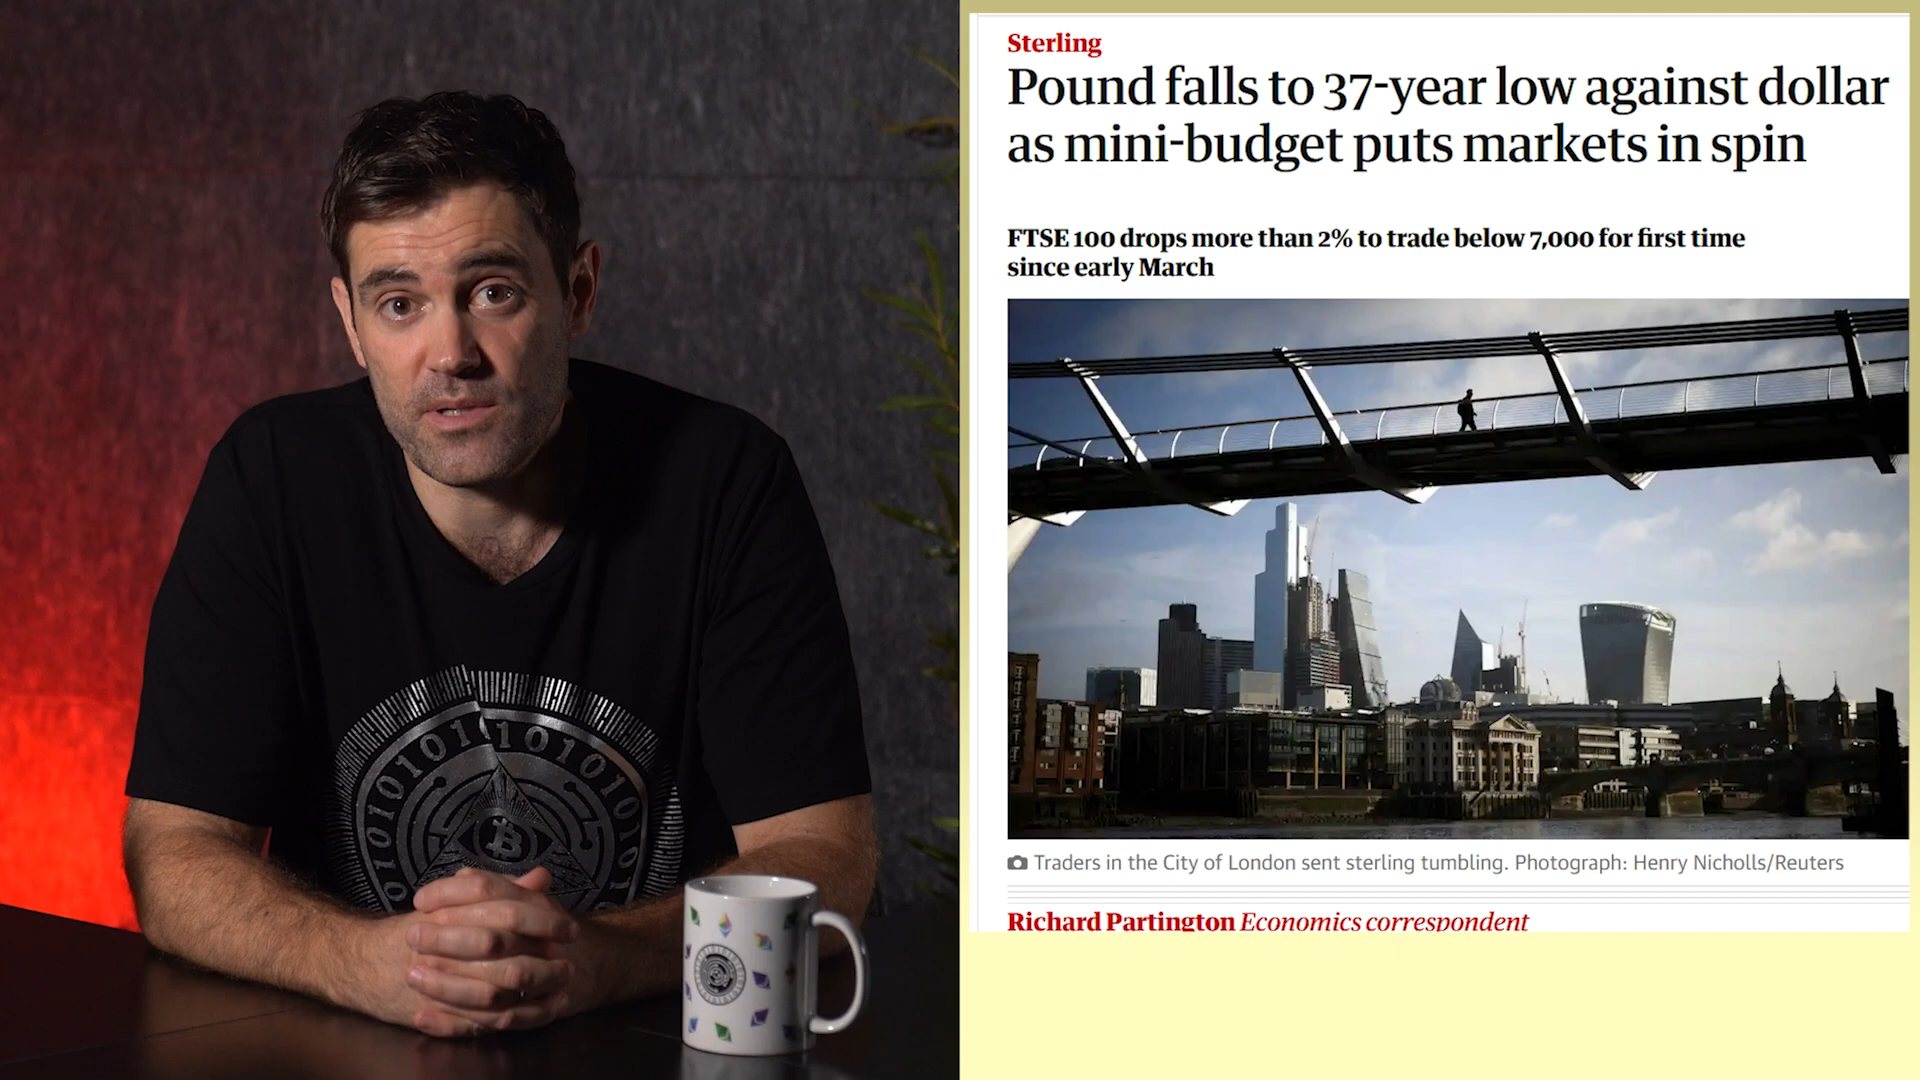 Sterling
Pound falls to 37-year low against dollar
as mini-budget puts markets in spin
FTSE 100 drops more than 2% to trade below 7,000 for first time
since early March
Traders in the City of London sent sterling tumbling. Photograph: Henry Nicholls/Reuters
Richard Partington Economics correspondent